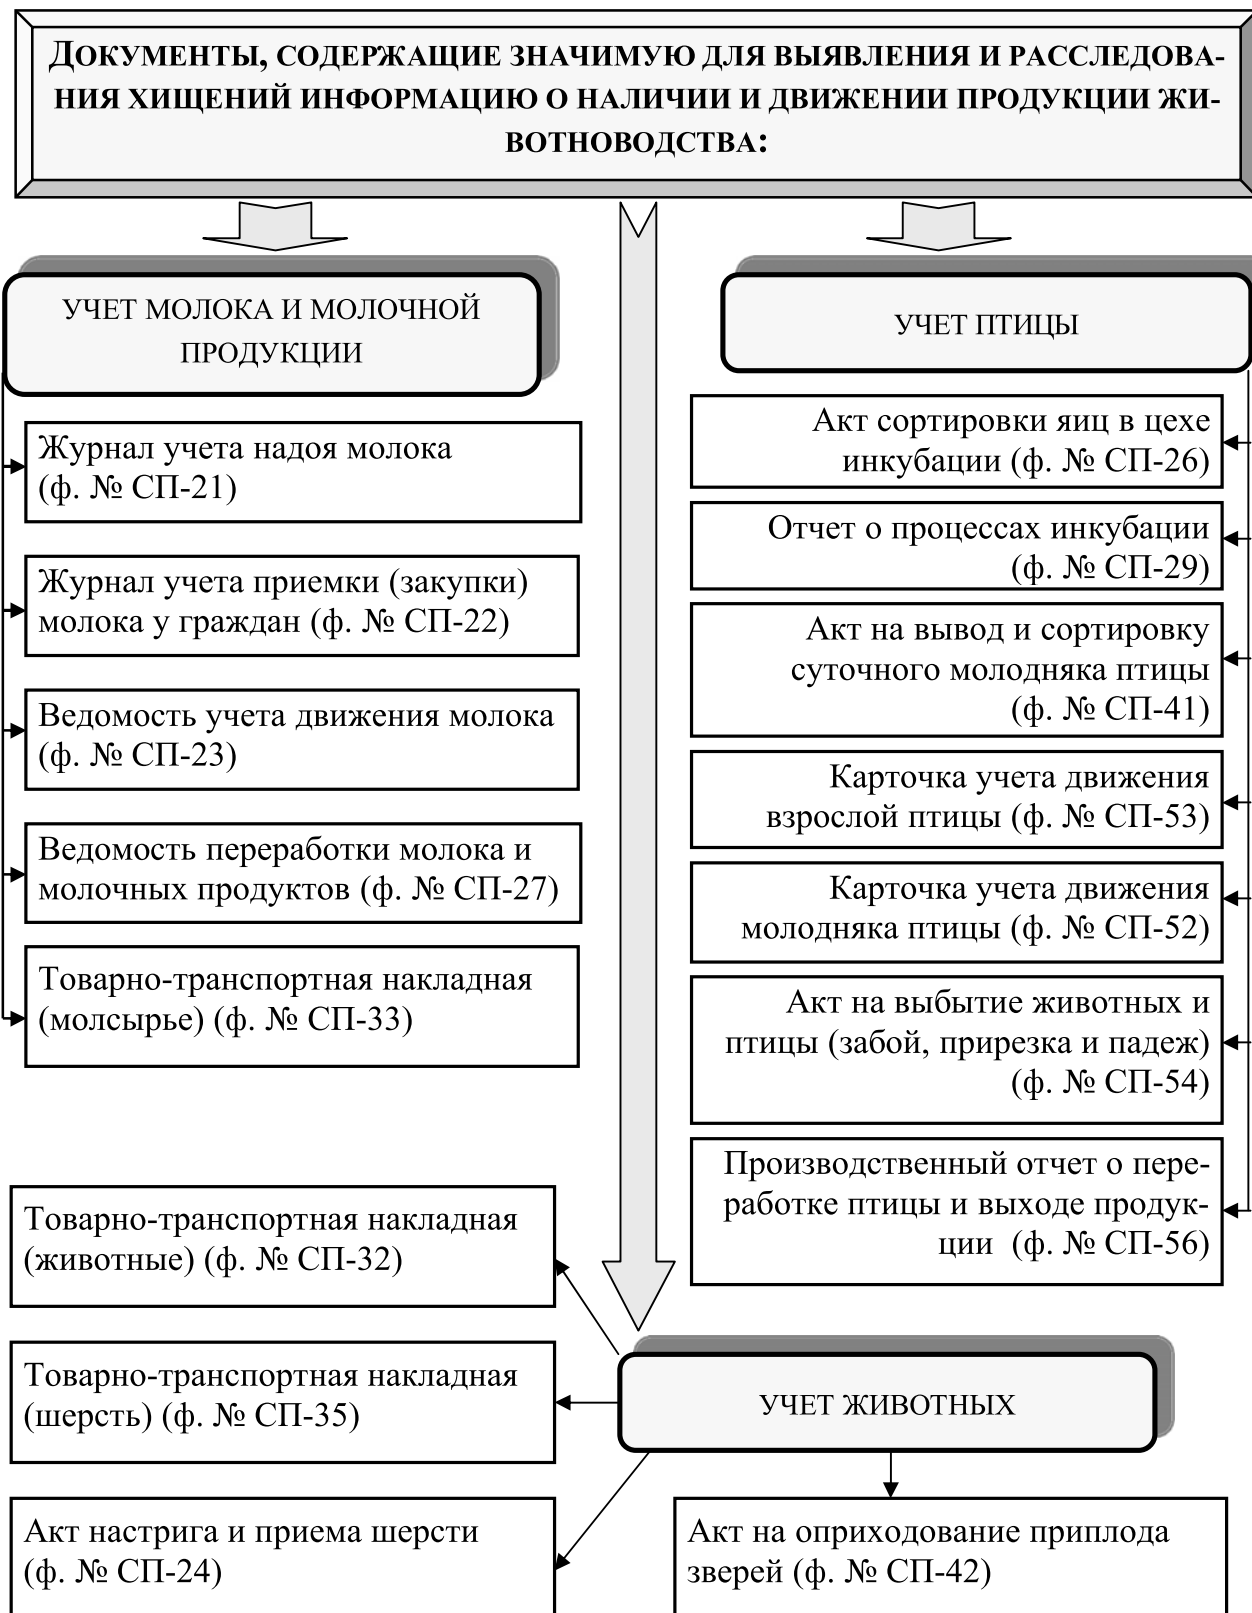 ДОКУМЕНТЫ, СОДЕРЖАЩИЕ ЗНАЧИМУЮ ДЛЯ ВЫЯВЛЕНИЯ И РАССЛЕДОВА-
НИЯ ХИЩЕНИЙ ИНФОРМАЦИЮ О НАЛИЧИИ И ДВИЖЕНИИ ПРОДУКЦИИ ЖИ-
ВОТНОВОДСТВА:
УЧЕТ МОЛОКА И МОЛОЧНОЙ
ПРОДУКЦИИ
Журнал учета надоя молока
(ф. № СП-21)
Журнал учета приемки (закупки)
молока у граждан (ф. № СП-22)
Ведомость учета движения молока
(ф. № СП-23)
Ведомость переработки молока и
молочных продуктов (ф. № СП-27)
Товарно-транспортная накладная
(молсырье) (ф. № СП-33)
УЧЕТ ПТИЦЫ
Акт сортировки яиц в цехе
инкубации (ф. № СП-26)
Отчет о процессах инкубации
(ф. № СП-29)
Акт на вывод и сортировку
суточного молодняка птицы
(ф. № СП-41)
Карточка учета движения
взрослой птицы (ф. № СП-53)
Карточка учета движения
молодняка птицы (ф. № СП-52)
Акт на выбытие животных и
птицы (забой, прирезка и падеж)
(ф. № СП-54)
Производственный отчет о пере-
работке птицы и выходе продук-
ции (ф. № СП-56)
УЧЕТ ЖИВОТНЫХ
Товарно-транспортная накладная
(животные) (ф. № СП-32)
Товарно-транспортная накладная
(шерсть) (ф. № СП-35)
Акт настрига и приема шерсти
(ф. № СП-24)
Акт на оприходование приплода
зверей (ф. № СП-42)